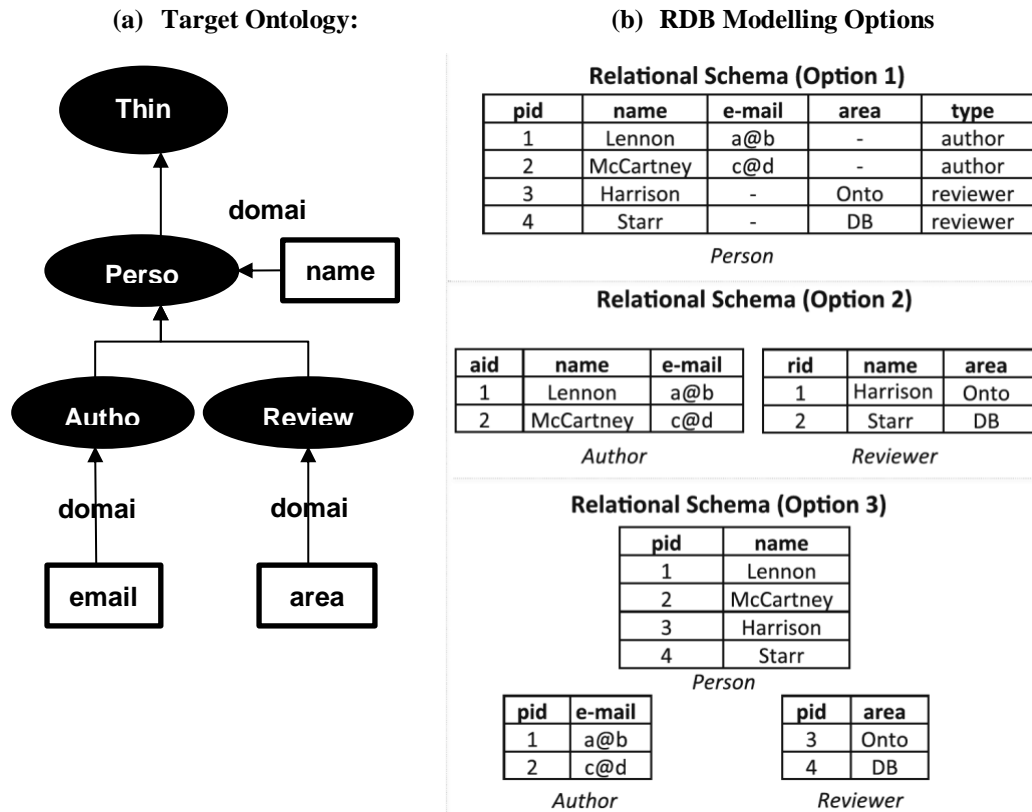 (a) Target Ontology:
Thin
domai
Perso
name
Autho
Review
domai
domai
email
area
(b) RDB Modelling Options
Relational Schema (Option 1)
pid name e-mail area type
1 Lennon a@b - author
2 McCartney c@d - author
3 Harrison - Onto reviewer
4 Starr - DB reviewer
Person
Relational Schema (Option 2)
aid name e-mail
1 Lennon a@b
2 McCartney c@d
Author
rid name area
1 Harrison Onto
2 Starr DB
Reviewer
Relational Schema (Option 3)
pid name
1 Lennon
2 McCartney
3 Harrison
4 Starr
Person
pid e-mail
1 a@b
2 c@d
Author
pid area
3 Onto
4 DB
Reviewer